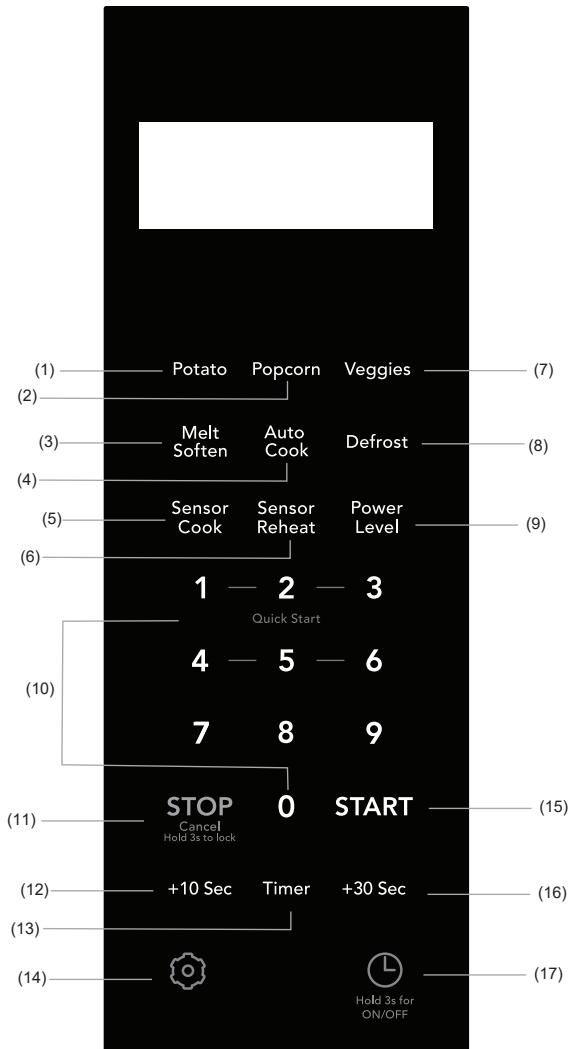 (1) Potato Popcorn Veggies (7)
(2)
(3) Melt Soften Auto Cook Defrost (8)
(4)
(5) Sensor Cook Sensor Reheat Power Level (9)
(6)
1 2 3
Quick Start
4 5 6
(10)
7 8 9
(11) STOP 0 START (15)
Cancel
Hold 3s to lock
(12) +10 Sec Timer +30 Sec (16)
(13)
(14) (17)
Hold 3s for
ON/OFF